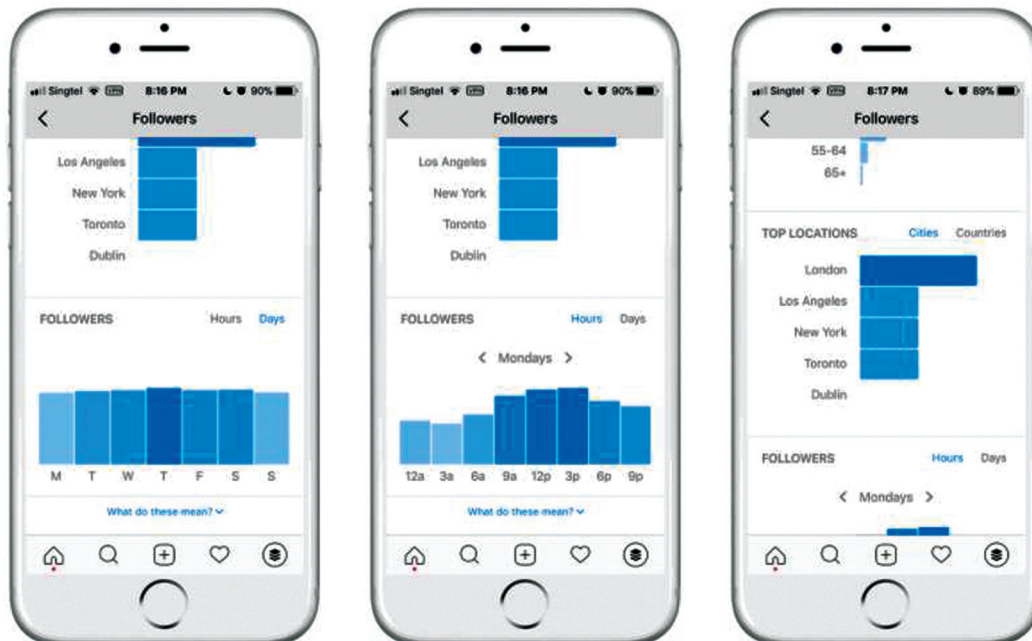 Singtel VPN 8:16 PM 90%
Followers
Los Angeles
New York
Toronto
Dublin
FOLLOWERS Hours Days
M T W T F S S
What do these mean?
Singtel VPN 8:16 PM 90%
Followers
Los Angeles
New York
Toronto
Dublin
FOLLOWERS Hours Days
< Mondays >
12a 3a 6a 9a 12p 3p 6p 9p
What do these mean?
Singtel VPN 8:17 PM 89%
Followers
55-64
65+
TOP LOCATIONS Cities Countries
London
Los Angeles
New York
Toronto
Dublin
FOLLOWERS Hours Days
< Mondays >